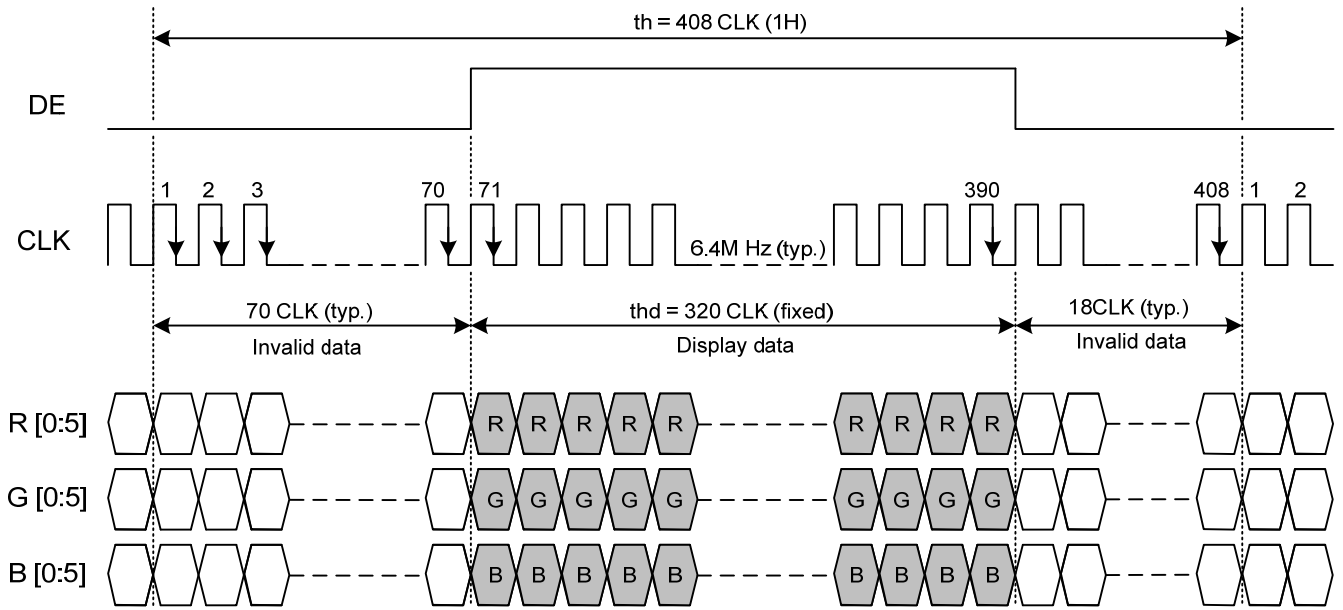 th = 408 CLK (1H)
DE
1 2 3 70 71 390 408 1 2
CLK
6.4M Hz (typ.)
70 CLK (typ.) thd = 320 CLK (fixed) 18CLK (typ.)
Invalid data Display data Invalid data
R [0:5] R R R R R R R R R
G [0:5] G G G G G G G G G
B [0:5] B B B B B B B B B